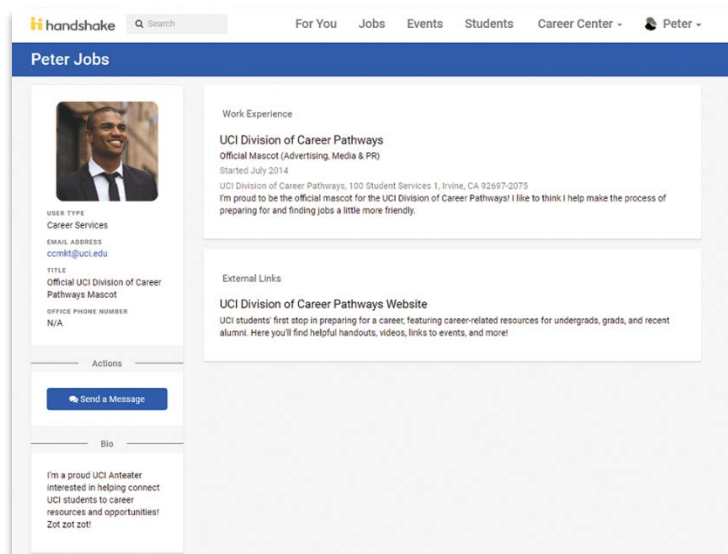 handshake
Search
For You
Jobs
Events
Students
Career Center
Peter
Peter Jobs
USER TYPE
Career Services
EMAIL ADDRESS
ccmkt@uci.edu
TITLE
Official UCI Division of Career
Pathways Mascot
OFFICE PHONE NUMBER
N/A
Actions
Send a Message
Bio
I'm a proud UCI Anteater
interested in helping connect
UCI students to career
resources and opportunities!
Zot zot zot!
Work Experience
UCI Division of Career Pathways
Official Mascot (Advertising, Media & PR)
Started July 2014
UCI Division of Career Pathways, 100 Student Services 1, Irvine, CA 92697-2075
I'm proud to be the official mascot for the UCI Division of Career Pathways! I like to think I help make the process of
preparing for and finding jobs a little more friendly.
External Links
UCI Division of Career Pathways Website
UCI students' first stop in preparing for a career, featuring career-related resources for undergrads, grads, and recent
alumni. Here you'll find helpful handouts, videos, links to events, and more!